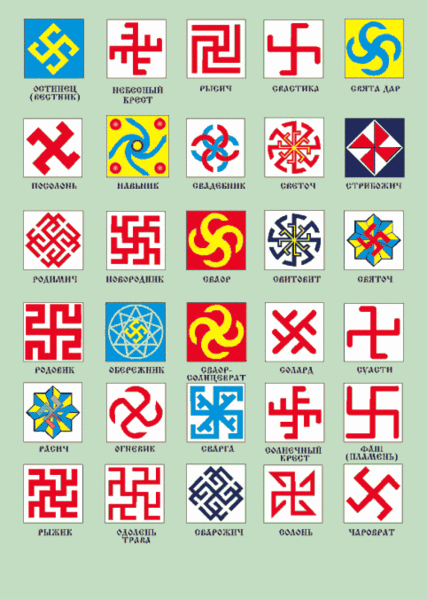 ОСТИНЕЦ
(ВЕСТНИК)
НЕБЕСНЫЙ
КРЕСТ
РЫСИЧ
СВАСТИКА
СВЯТА ДАР
ПОСОЛОНЬ
НАВЬНИК
СВАДЕБНИК
СВЕТОЧ
СТРИБОЖИЧ
РОДИМИЧ
НОВОРОДНИК
СВАОР
СВИТОВИТ
СВЯТОЧ
РОДОВИК
ОБЕРЕЖНИК
СВАОР-
СОЛНЦЕВРАТ
СОЛАРД
СУАСТИ
РАСИЧ
ОГНЕВИК
СВАРГА
СОЛНЕЧНЫЙ
КРЕСТ
ФАШ
(ПЛАМЕНЬ)
РЫЖИК
ОДОЛЕНЬ
ТРАВА
СВАРОЖИЧ
СОЛОНЬ
ЧАРОВРАТ